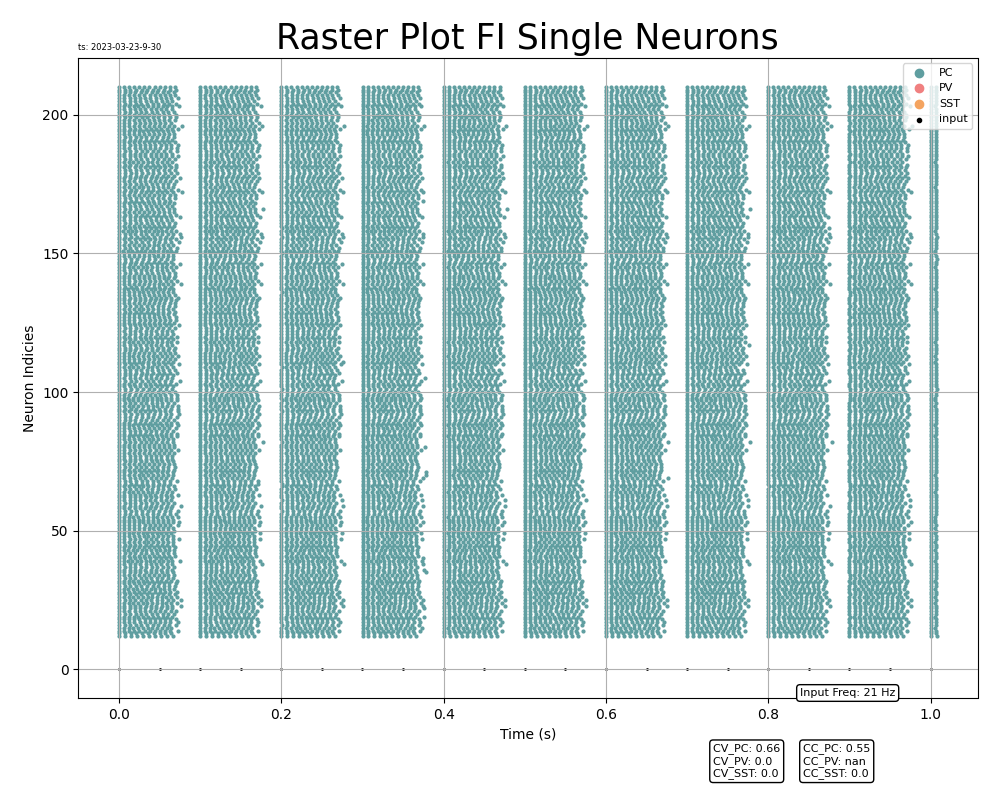 Raster Plot FI Single Neurons
ts: 2023-03-23-9-30
PC
PV
SST
input
200
150
100
50
0
Neuron Indicies
0.0 0.2 0.4 0.6 0.8 1.0
Time (s)
Input Freq: 21 Hz
CV_PC: 0.66
CV_PV: 0.0
CV_SST: 0.0
CC_PC: 0.55
CC_PV: nan
CC_SST: 0.0